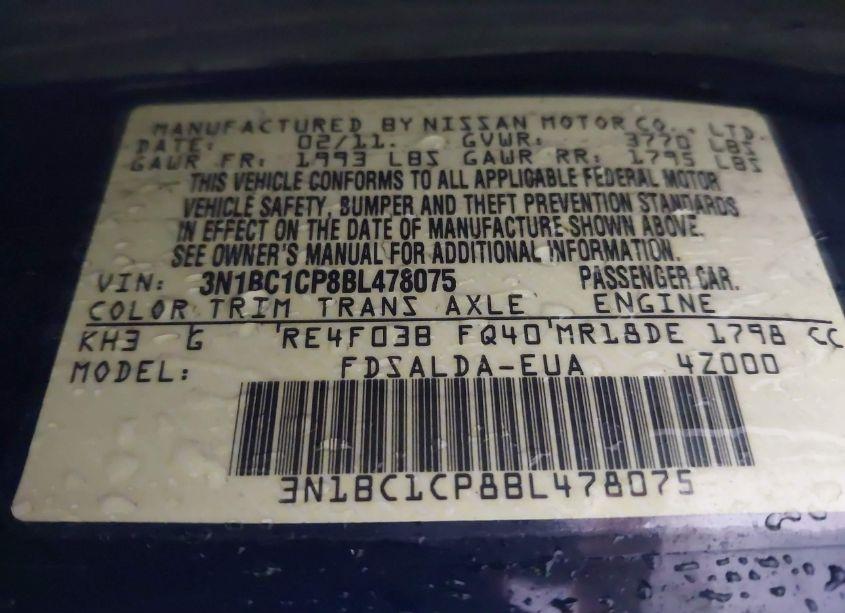 MANUFACTURED BY NISSAN MOTOR CO., LTD.
DATE: 02/11. GVWR: 3770 LBS
GAWR FR: 1993 LBS GAWR RR: 1795 LBS
THIS VEHICLE CONFORMS TO ALL APPLICABLE FEDERAL MOTOR
VEHICLE SAFETY, BUMPER AND THEFT PREVENTION STANDARDS
IN EFFECT ON THE DATE OF MANUFACTURE SHOWN ABOVE.
SEE OWNER'S MANUAL FOR ADDITIONAL INFORMATION.
VIN: 3N1BC1CP8BL478075 PASSENGER CAR.
COLOR TRIM TRANS AXLE ENGINE
KH3 G RE4F03B FQ40 MR18DE 1798 CC
MODEL: FDSALDA-EUA 4Z000
3N1BC1CP8BL478075